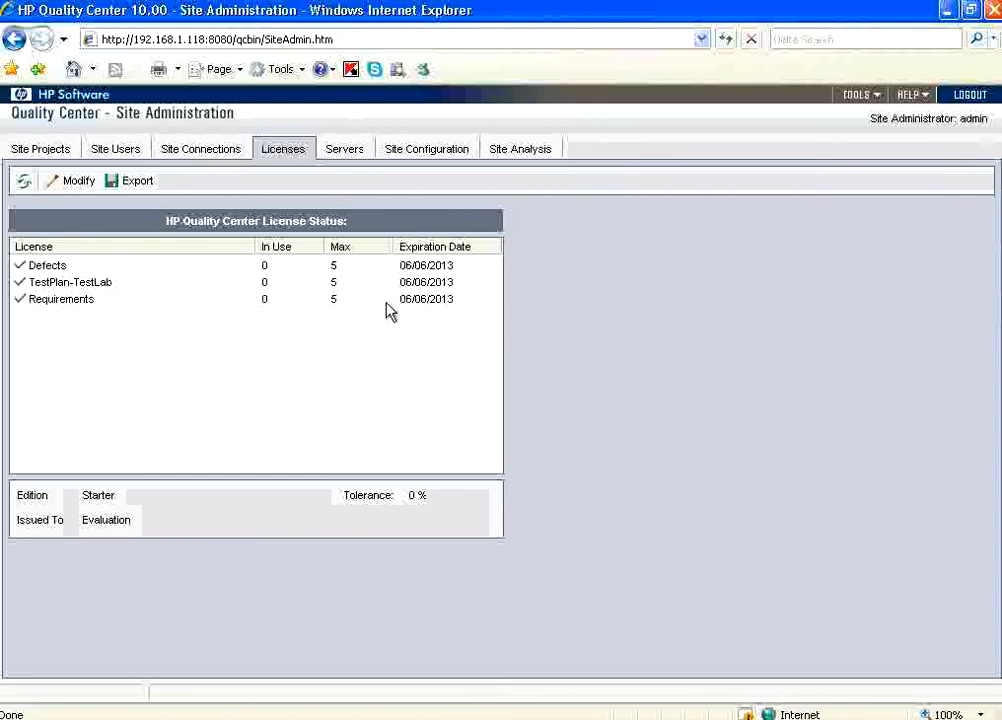 HP Quality Center 10.00 - Site Administration - Windows Internet Explorer
http://192.168.1.118:8080/qcbin/SiteAdmin.htm
Delta Search
Page Tools
HP Software TOOLS HELP LOGOUT
Quality Center - Site Administration
Site Administrator: admin
Site Projects Site Users Site Connections Licenses Servers Site Configuration Site Analysis
Modify Export
HP Quality Center License Status:
License In Use Max Expiration Date
Defects 0 5 06/06/2013
TestPlan-TestLab 0 5 06/06/2013
Requirements 0 5 06/06/2013
Edition Starter Tolerance: 0 %
Issued To Evaluation
Done Internet 100%